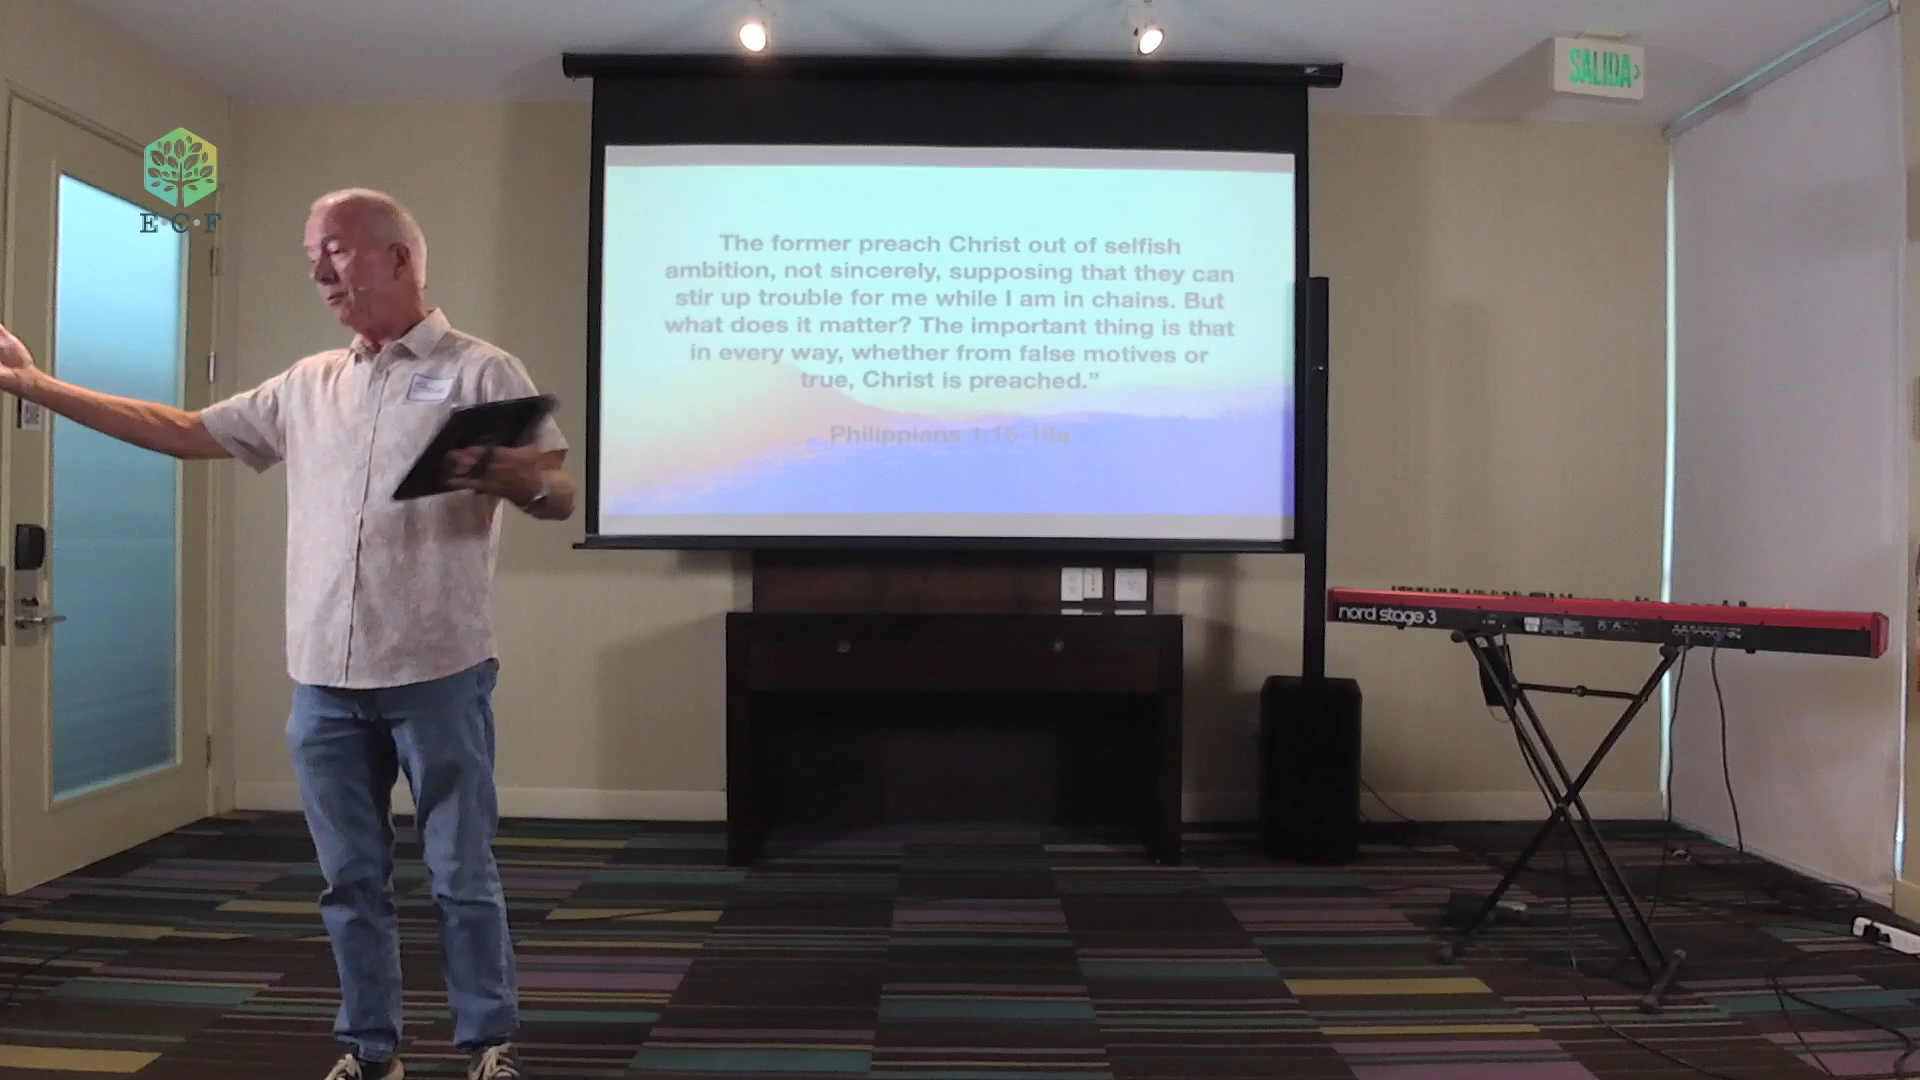 SALIDA
E·C·F
The former preach Christ out of selfish
ambition, not sincerely, supposing that they can
stir up trouble for me while I am in chains. But
what does it matter? The important thing is that
in every way, whether from false motives or
true, Christ is preached.”
Philippians 1:15-18a
nord stage 3